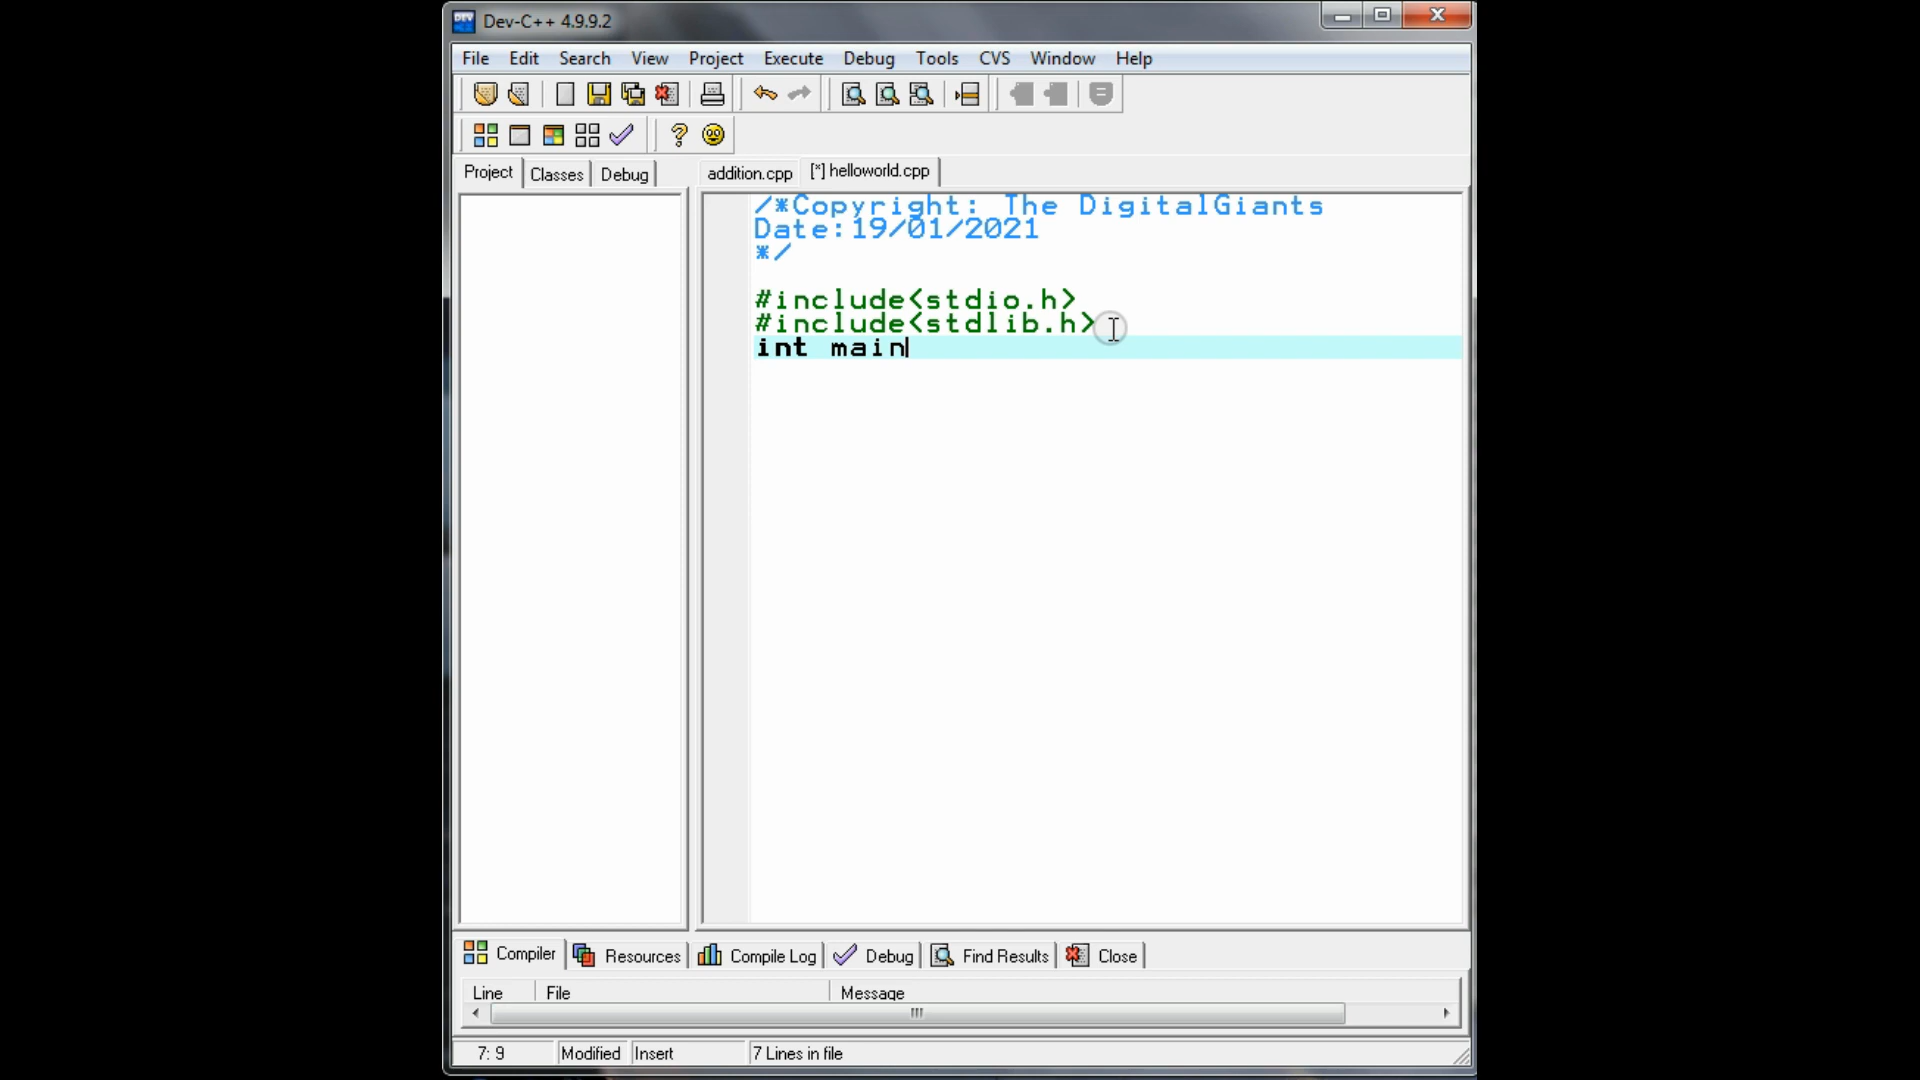 Dev-C++ 4.9.9.2
File Edit Search View Project Execute Debug Tools CVS Window Help
Project Classes Debug addition.cpp [*] helloworld.cpp
/*Copyright: The DigitalGiants
Date:19/01/2021
*/
#include<stdio.h>
#include<stdlib.h>
int main
Compiler Resources Compile Log Debug Find Results Close
Line File Message
7: 9 Modified Insert 7 Lines in file